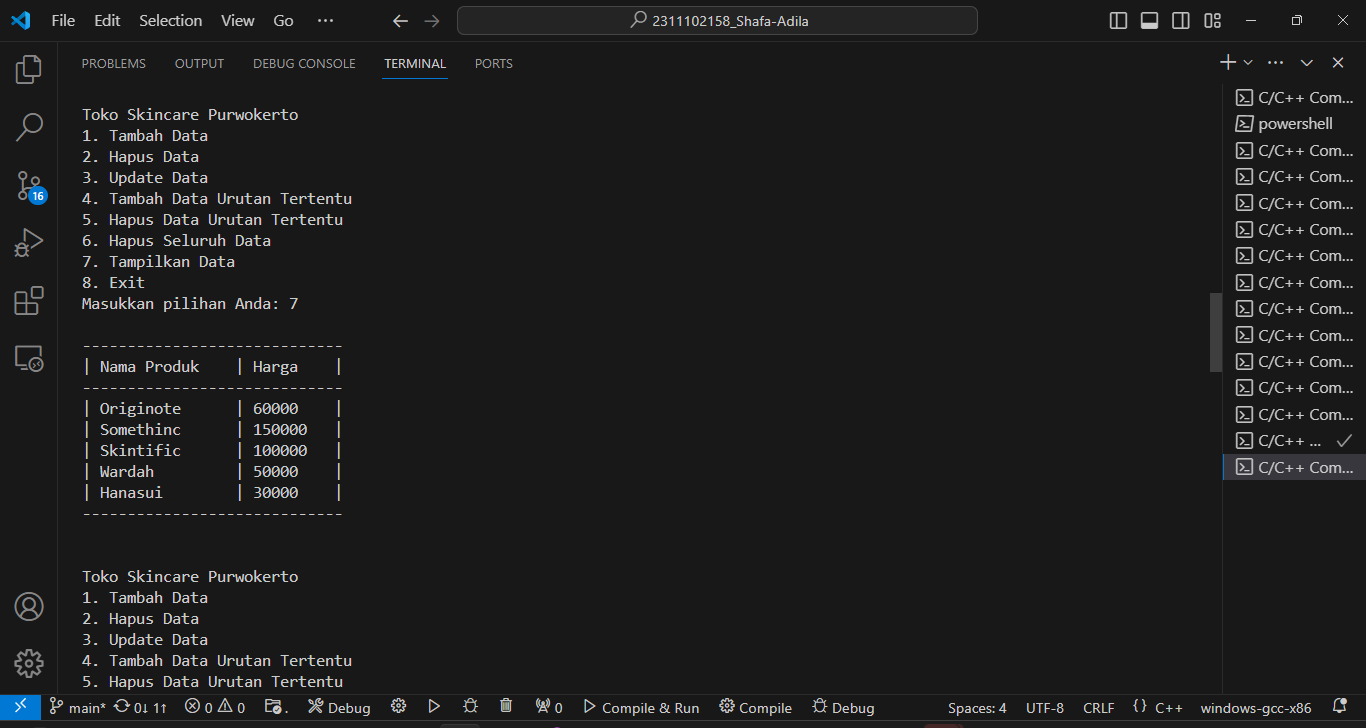 File Edit Selection View Go ···
2311102158_Shafa-Adila
PROBLEMS OUTPUT DEBUG CONSOLE TERMINAL PORTS
Toko Skincare Purwokerto
1. Tambah Data
2. Hapus Data
3. Update Data
4. Tambah Data Urutan Tertentu
5. Hapus Data Urutan Tertentu
6. Hapus Seluruh Data
7. Tampilkan Data
8. Exit
Masukkan pilihan Anda: 7
-----------------------------
| Nama Produk | Harga |
-----------------------------
| Originote | 60000 |
| Somethinc | 150000 |
| Skintific | 100000 |
| Wardah | 50000 |
| Hanasui | 30000 |
-----------------------------
Toko Skincare Purwokerto
1. Tambah Data
2. Hapus Data
3. Update Data
4. Tambah Data Urutan Tertentu
5. Hapus Data Urutan Tertentu
C/C++ Com...
powershell
C/C++ Com...
C/C++ Com...
C/C++ Com...
C/C++ Com...
C/C++ Com...
C/C++ Com...
C/C++ Com...
C/C++ Com...
C/C++ Com...
C/C++ Com...
C/C++ Com...
C/C++ ...
C/C++ Com...
16
main* 0↓ 1↑ 0 0 . Debug 0 Compile & Run Compile Debug Spaces: 4 UTF-8 CRLF {} C++ windows-gcc-x86